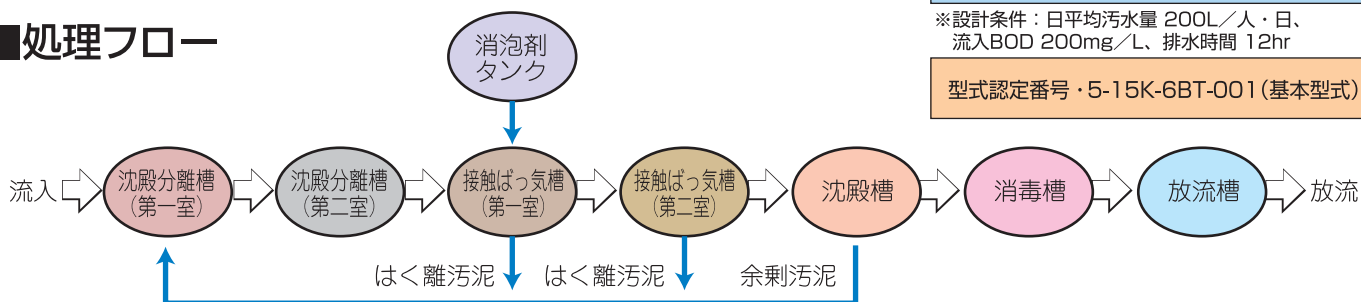 ■処理フロー
※設計条件：日平均汚水量 200L／人・日、
流入BOD 200mg／L、排水時間 12hr
型式認定番号・5-15K-6BT-001(基本型式)
消泡剤
タンク
流入
沈殿分離槽
（第一室）
沈殿分離槽
（第二室）
接触ばっ気槽
（第一室）
接触ばっ気槽
（第二室）
沈殿槽
消毒槽
放流槽
放流
はく離汚泥
はく離汚泥
余剰汚泥